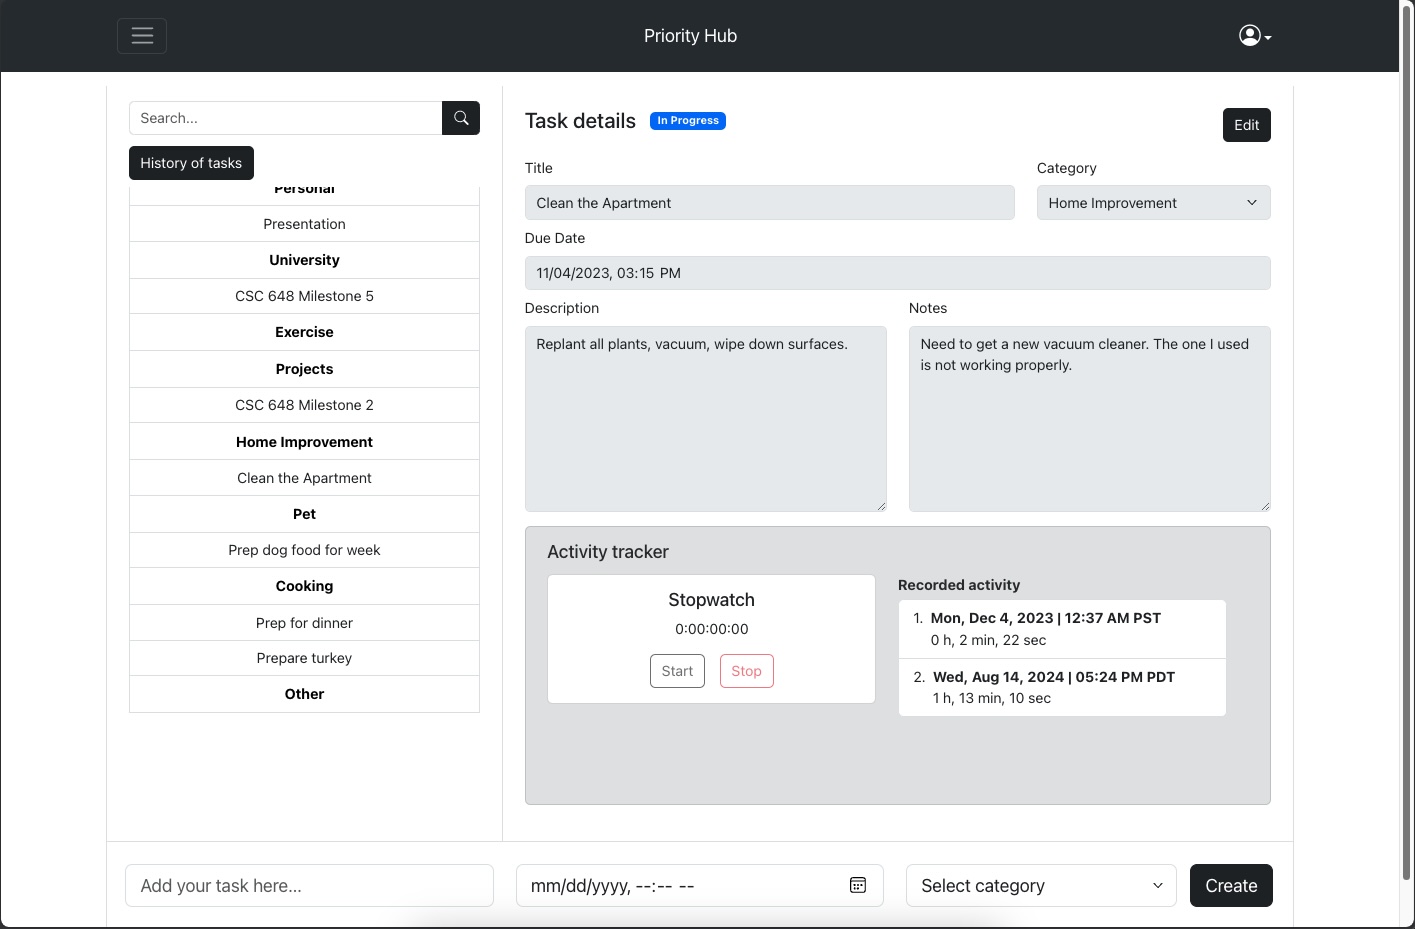 Priority Hub
Search...
History of tasks
Personal
Presentation
University
CSC 648 Milestone 5
Exercise
Projects
CSC 648 Milestone 2
Home Improvement
Clean the Apartment
Pet
Prep dog food for week
Cooking
Prep for dinner
Prepare turkey
Other
Task details In Progress
Edit
Title
Category
Clean the Apartment
Home Improvement
Due Date
11/04/2023, 03:15 PM
Description
Notes
Replant all plants, vacuum, wipe down surfaces.
Need to get a new vacuum cleaner. The one I used
is not working properly.
Activity tracker
Stopwatch
0:00:00:00
Start Stop
Recorded activity
1. Mon, Dec 4, 2023 | 12:37 AM PST
0 h, 2 min, 22 sec
2. Wed, Aug 14, 2024 | 05:24 PM PDT
1 h, 13 min, 10 sec
Add your task here...
mm/dd/yyyy, --:-- --
Select category
Create